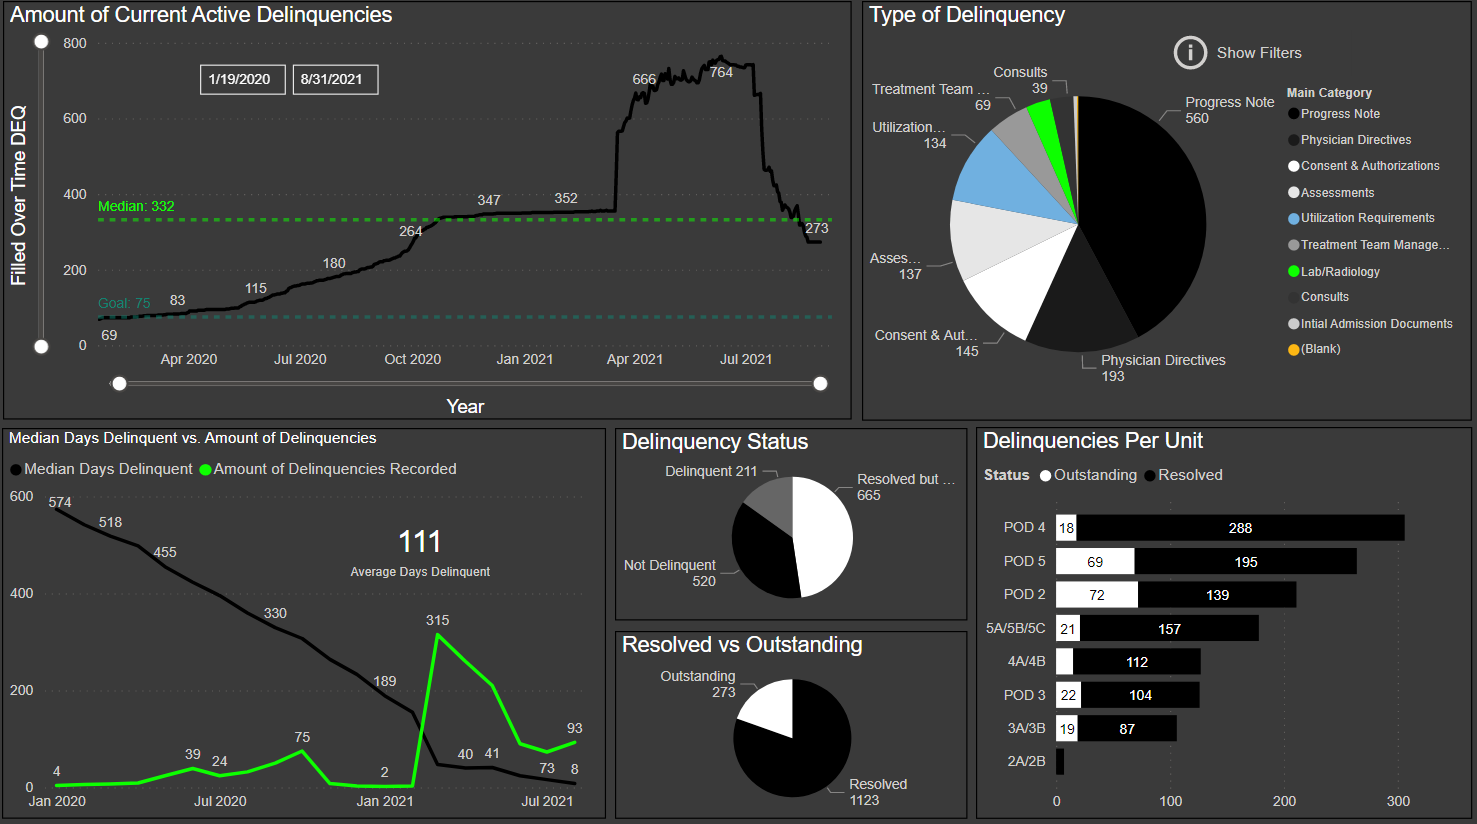 Amount of Current Active Delinquencies
Filled Over Time DEQ
800
600
400
200
0
1/19/2020 8/31/2021
Median: 332
Goal: 75
69
83
115
180
264
347
352
666
764
273
Apr 2020 Jul 2020 Oct 2020 Jan 2021 Apr 2021 Jul 2021
Year
Type of Delinquency
Show Filters
Consults
39
Treatment Team ...
69
Utilization...
134
Asses...
137
Consent & Aut...
145
Physician Directives
193
Progress Note
560
Main Category
Progress Note
Physician Directives
Consent & Authorizations
Assessments
Utilization Requirements
Treatment Team Manage...
Lab/Radiology
Consults
Intial Admission Documents
(Blank)
Median Days Delinquent vs. Amount of Delinquencies
Median Days Delinquent Amount of Delinquencies Recorded
600
400
200
0
574
518
455
330
189
40
41
8
111
Average Days Delinquent
4
39
24
75
2
315
73
93
Jan 2020 Jul 2020 Jan 2021 Jul 2021
Delinquency Status
Delinquent 211
Resolved but ...
665
Not Delinquent
520
Resolved vs Outstanding
Outstanding
273
Resolved
1123
Delinquencies Per Unit
Status Outstanding Resolved
POD 4 18 288
POD 5 69 195
POD 2 72 139
5A/5B/5C 21 157
4A/4B 112
POD 3 22 104
3A/3B 19 87
2A/2B
0 100 200 300